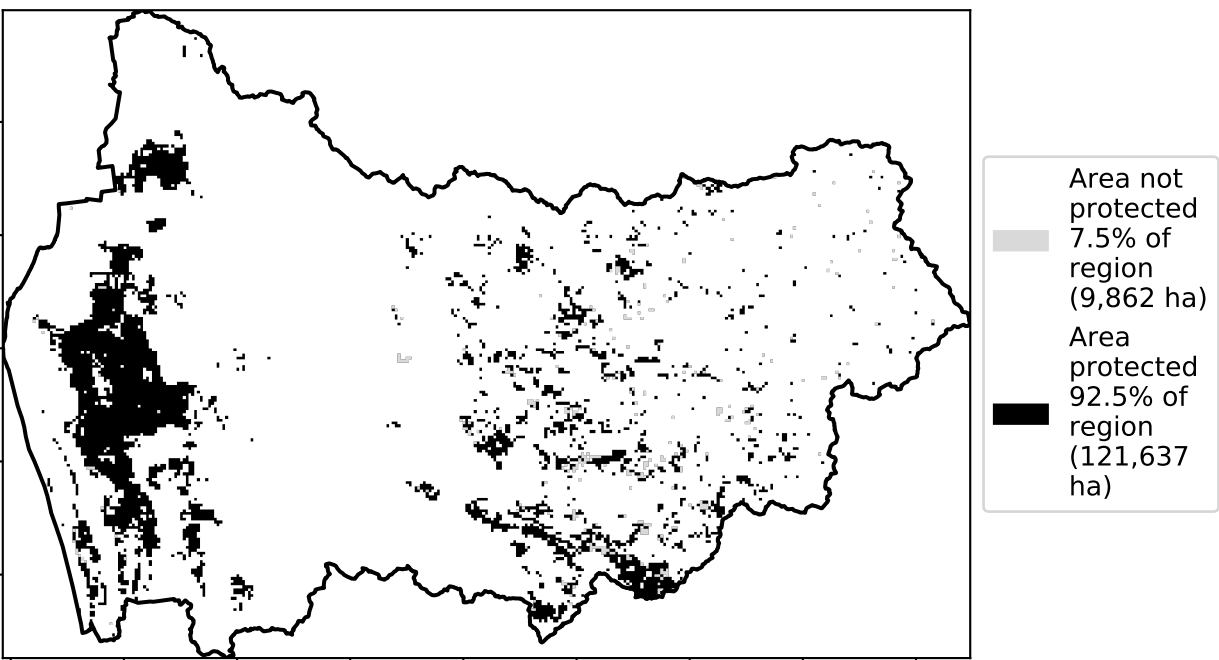 Area not
protected
7.5% of
region
(9,862 ha)
Area
protected
92.5% of
region
(121,637
ha)